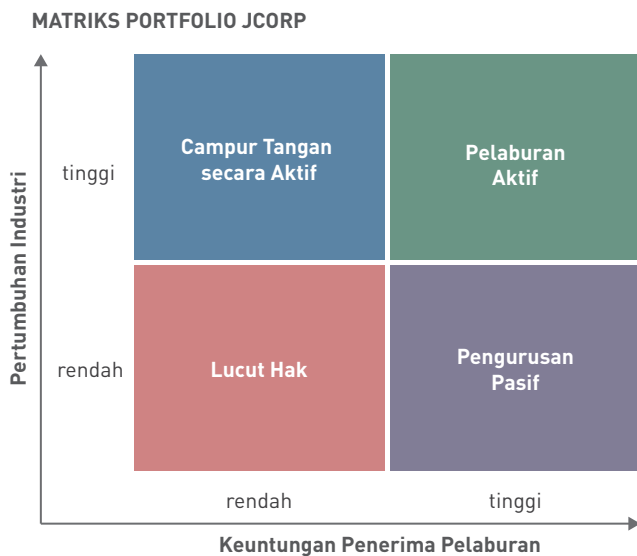 MATRIKS PORTFOLIO JCORP
Pertumbuhan Industri
tinggi
Campur Tangan
secara Aktif
Pelaburan
Aktif
rendah
Lucut Hak
Pengurusan
Pasif
rendah
tinggi
Keuntungan Penerima Pelaburan